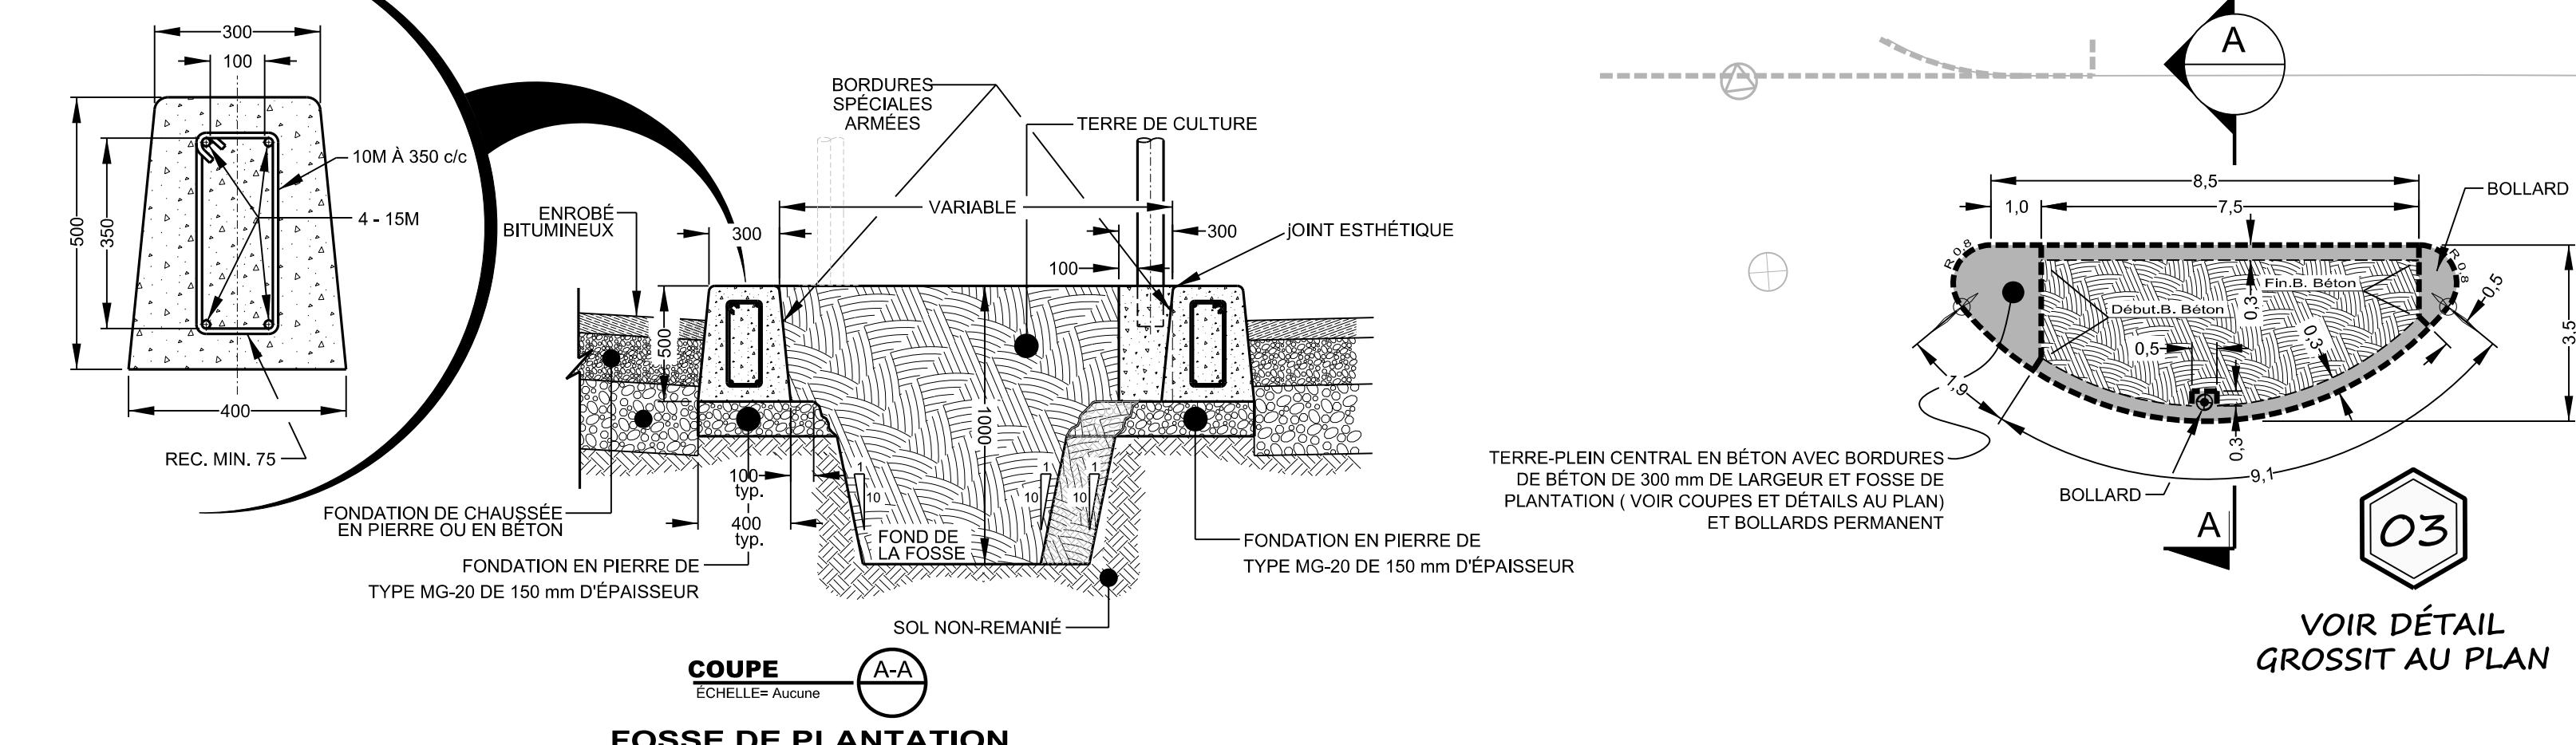 300
100
500
350
10M À 350 c/c
4 - 15M
400
REC. MIN. 75
BORDURES
SPÉCIALES
ARMÉES
TERRE DE CULTURE
ENROBÉ
BITUMINEUX
VARIABLE
300
300
jOINT ESTHÉTIQUE
100
500
1000
100
typ.
400
typ.
1
10
1
10
1
10
FOND DE
LA FOSSE
FONDATION DE CHAUSSÉE
EN PIERRE OU EN BÉTON
FONDATION EN PIERRE DE
TYPE MG-20 DE 150 mm D'ÉPAISSEUR
FONDATION EN PIERRE DE
TYPE MG-20 DE 150 mm D'ÉPAISSEUR
SOL NON-REMANIÉ
COUPE
ÉCHELLE= Aucune
A-A
FOSSE DE PLANTATION
A
8,5
1,0
7,5
BOLLARD
R 0,8
R 0,8
Fin.B. Béton
Début.B. Béton
0,3
0,3
0,5
0,5
3,5
1,9
0,3
9,1
TERRE-PLEIN CENTRAL EN BÉTON AVEC BORDURES
DE BÉTON DE 300 mm DE LARGEUR ET FOSSE DE
PLANTATION ( VOIR COUPES ET DÉTAILS AU PLAN)
ET BOLLARDS PERMANENT
BOLLARD
A
03
VOIR DÉTAIL
GROSSIT AU PLAN